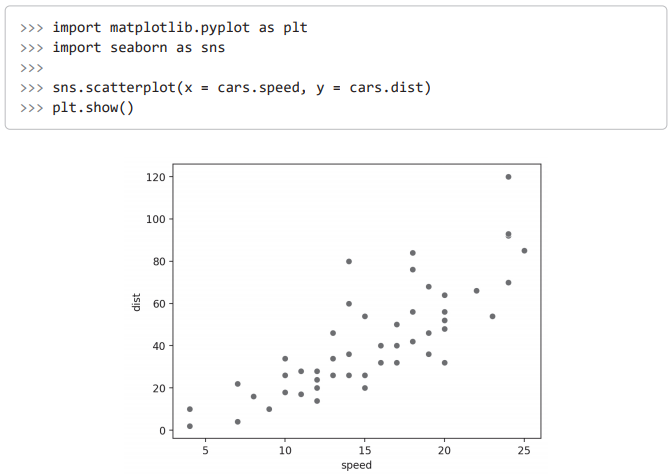 >>> import matplotlib.pyplot as plt
>>> import seaborn as sns
>>>
>>> sns.scatterplot(x = cars.speed, y = cars.dist)
>>> plt.show()
120
100
80
60
40
20
0
dist
5 10 15 20 25
speed